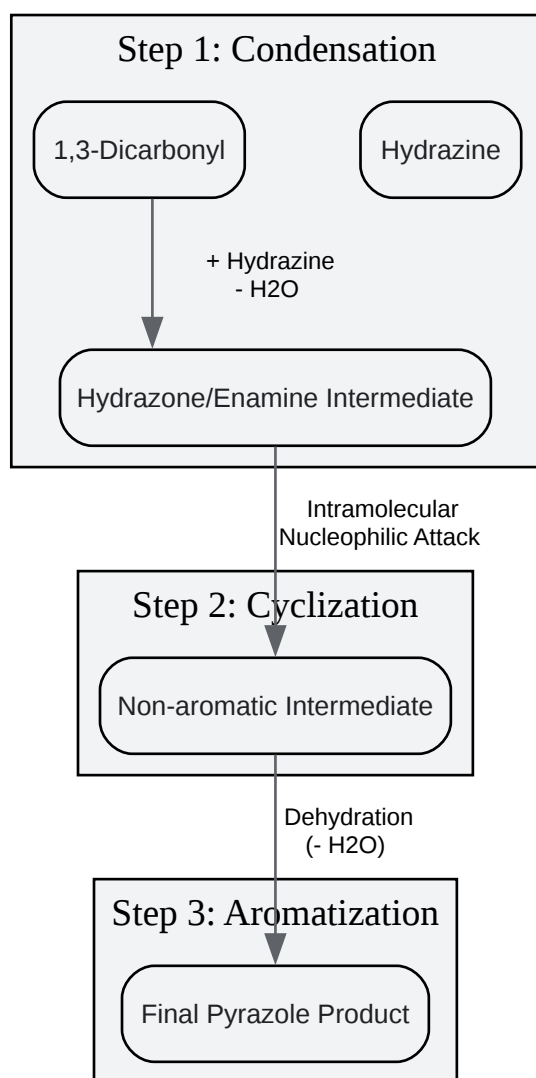 Step 1: Condensation
1,3-Dicarbonyl
Hydrazine
+ Hydrazine
- H2O
Hydrazone/Enamine Intermediate
Intramolecular
Nucleophilic Attack
Step 2: Cyclization
Non-aromatic Intermediate
Dehydration
(- H2O)
Step 3: Aromatization
Final Pyrazole Product